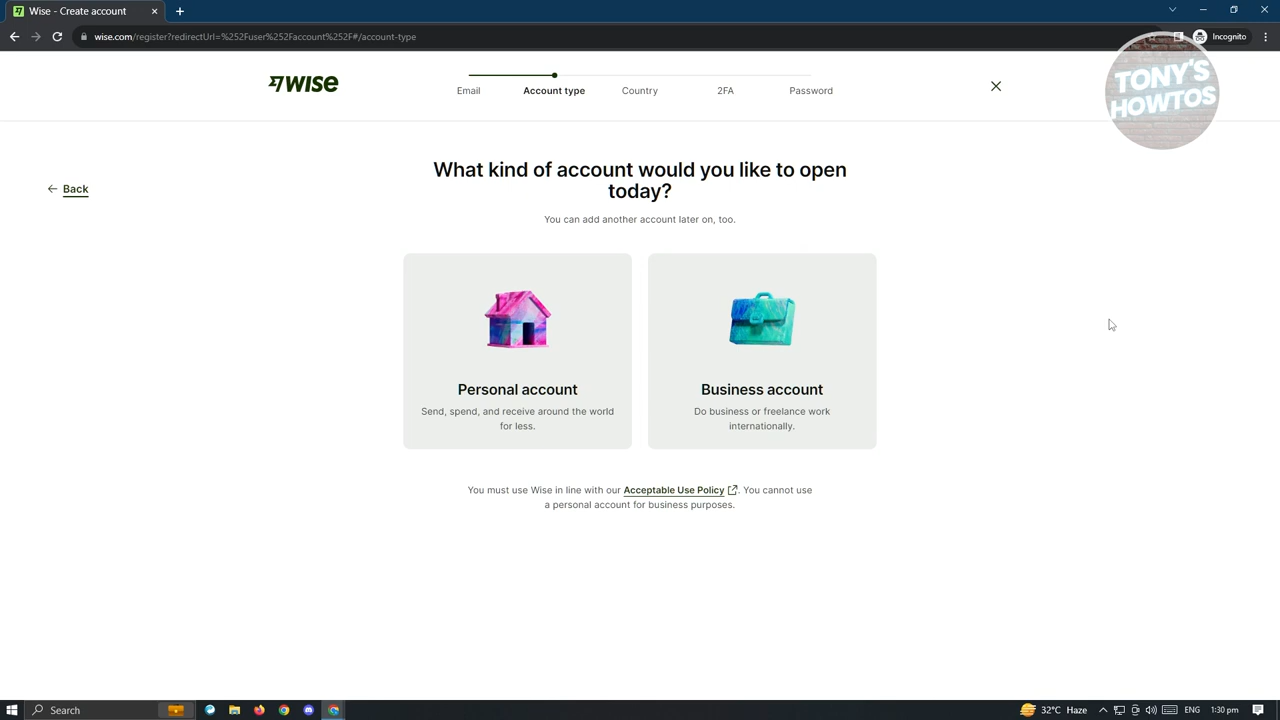 Wise - Create account
wise.com/register?redirectUrl=%252Fuser%252Faccount%252F#/account-type
Incognito
TONY'S
HOWTOS
WISE
Email
Account type
Country
2FA
Password
Back
What kind of account would you like to open
today?
You can add another account later on, too.
Personal account
Send, spend, and receive around the world
for less.
Business account
Do business or freelance work
internationally.
You must use Wise in line with our Acceptable Use Policy. You cannot use
a personal account for business purposes.
Search
32°C Haze
ENG
1:30 pm